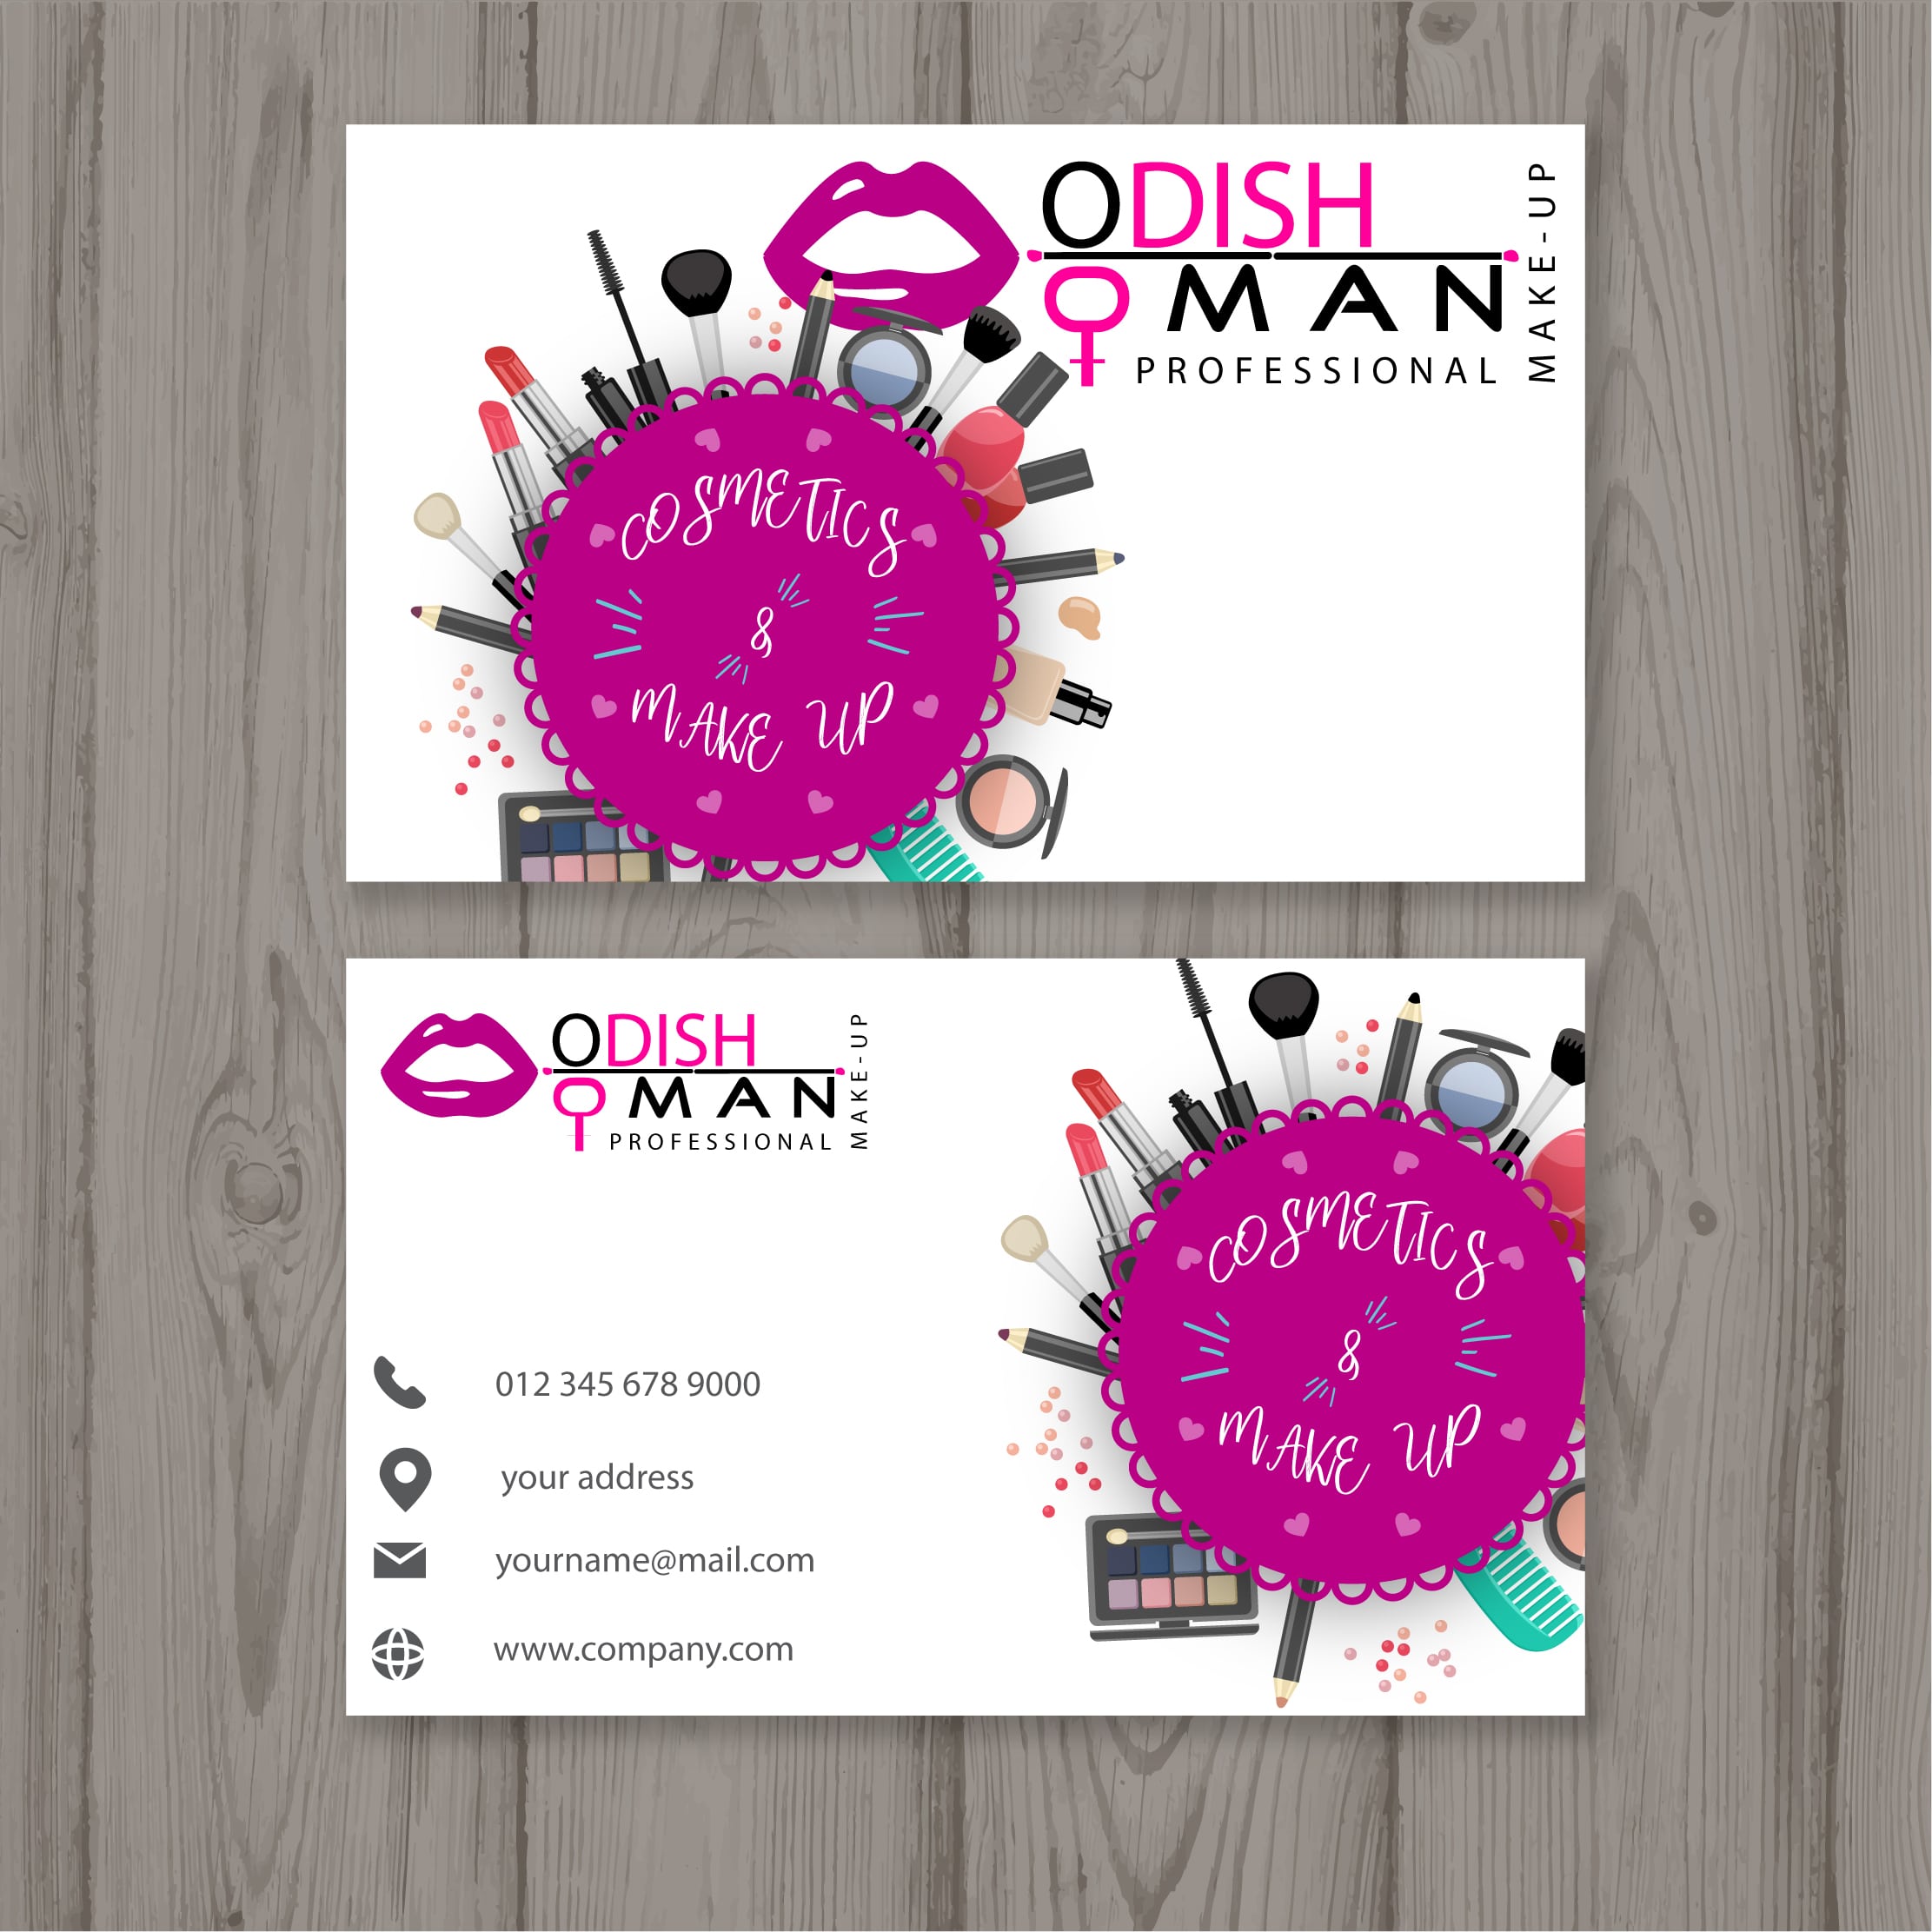 ODISH
OMAN
PROFESSIONAL
MAKE-UP
COSMETICS
&
MAKE UP
ODISH
OMAN
PROFESSIONAL
MAKE-UP
012 345 678 9000
your address
yourname@mail.com
www.company.com
COSMETICS
&
MAKE UP